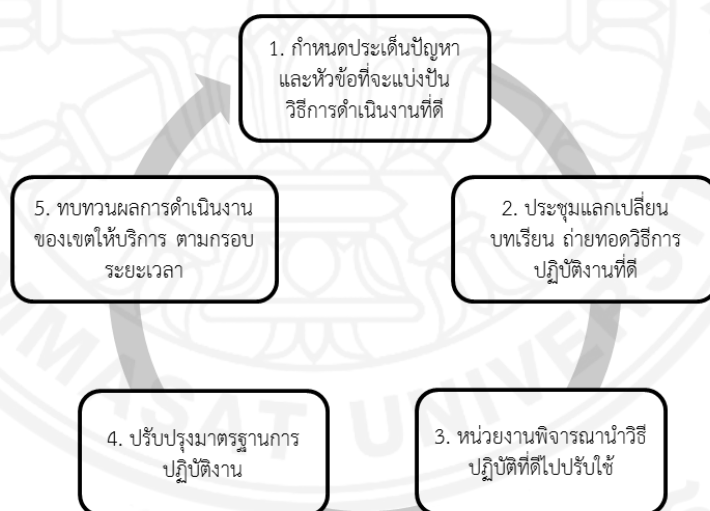 1. กำหนดประเด็นปัญหา
และหัวข้อที่จะแบ่งปัน
วิธีการดำเนินงานที่ดี
2. ประชุมแลกเปลี่ยน
บทเรียน ถ่ายทอดวิธีการ
ปฏิบัติงานที่ดี
3. หน่วยงานพิจารณานำวิธี
ปฏิบัติที่ดีไปปรับใช้
4. ปรับปรุงมาตรฐานการ
ปฏิบัติงาน
5. ทบทวนผลการดำเนินงาน
ของเขตให้บริการ ตามกรอบ
ระยะเวลา